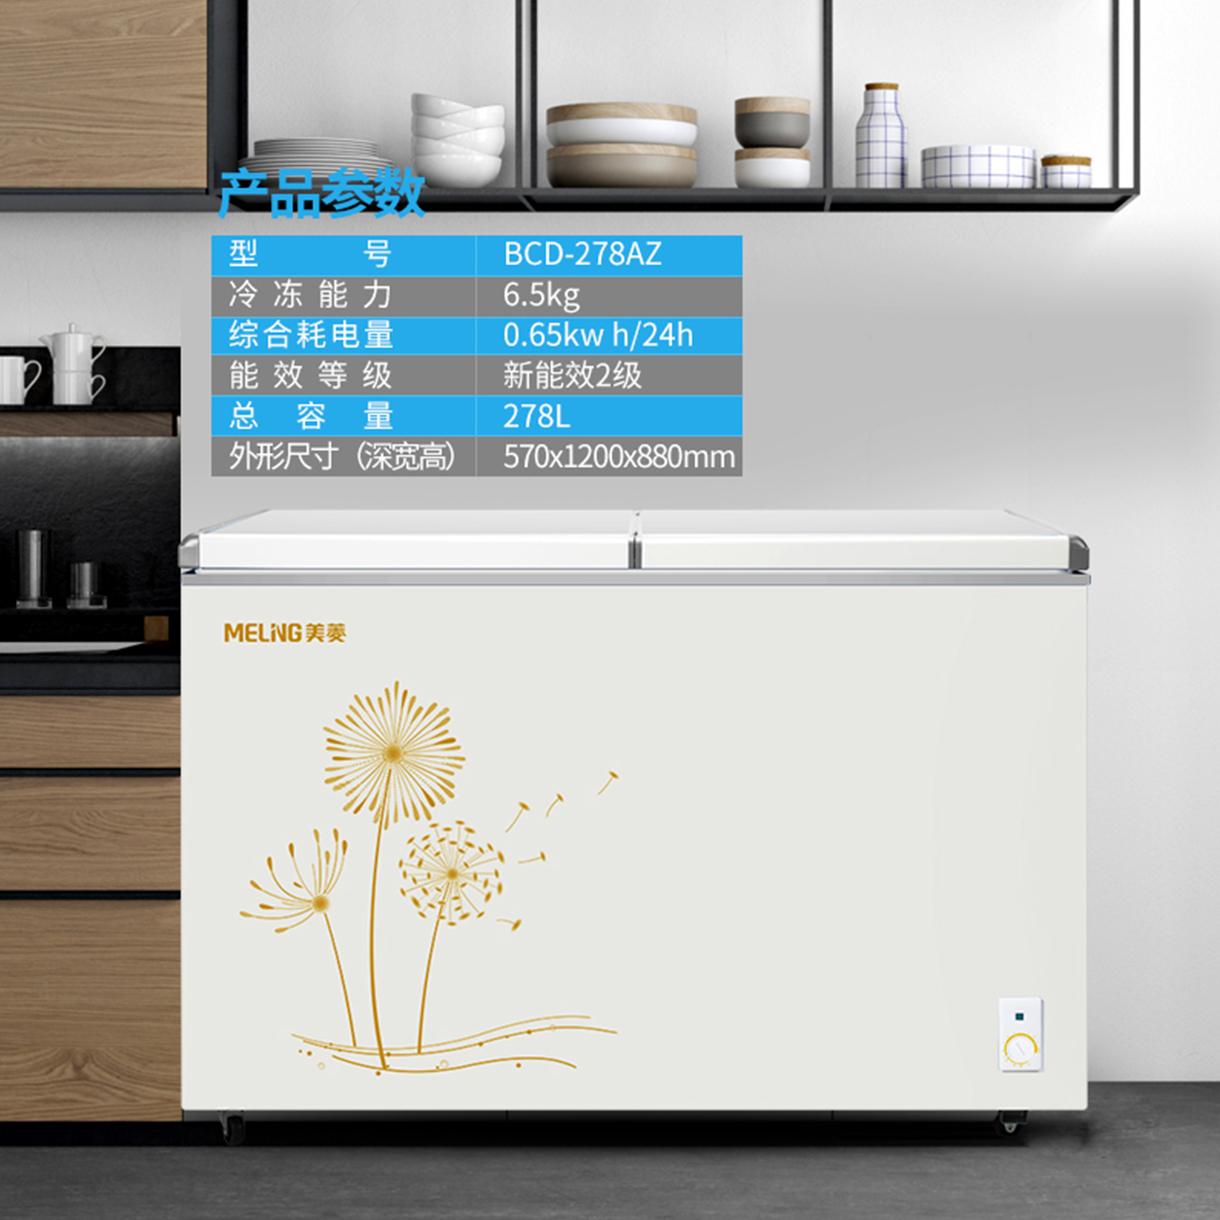 产品参数
型号 BCD-278AZ
冷冻能力 6.5kg
综合耗电量 0.65kw h/24h
能效等级 新能效2级
总容量 278L
外形尺寸（深宽高） 570x1200x880mm
MELING美菱